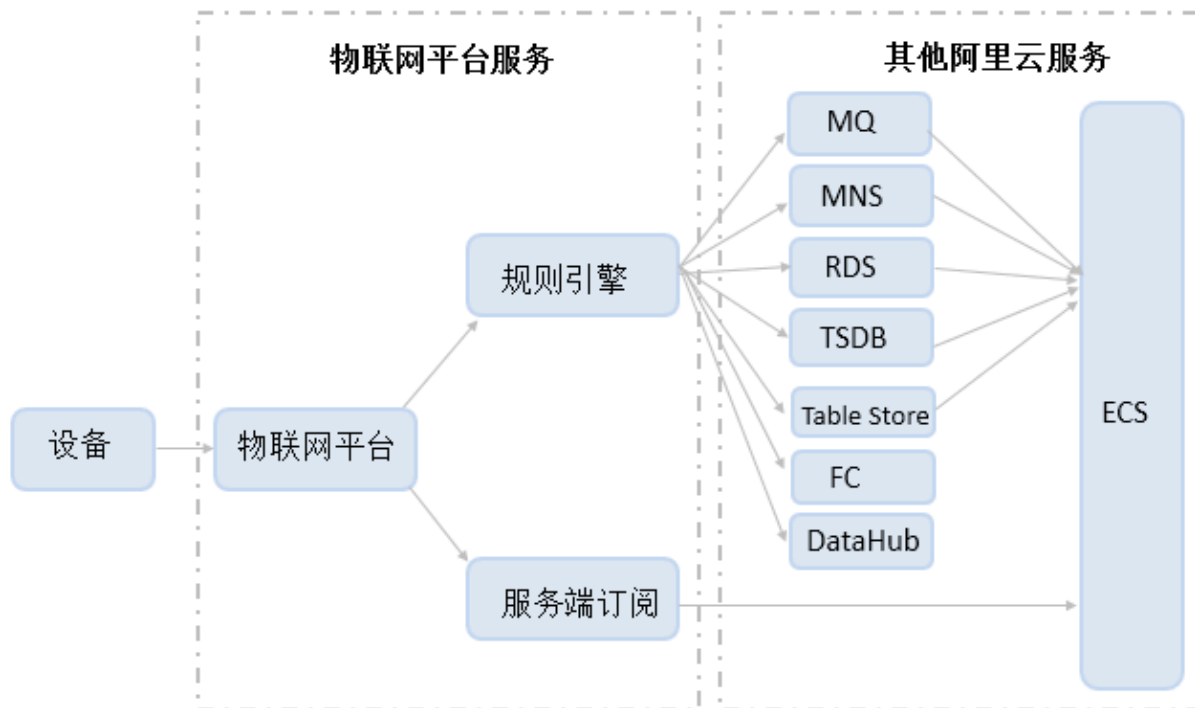 物联网平台服务
其他阿里云服务
MQ
MNS
RDS
TSDB
Table Store
FC
DataHub
ECS
规则引擎
设备
物联网平台
服务端订阅